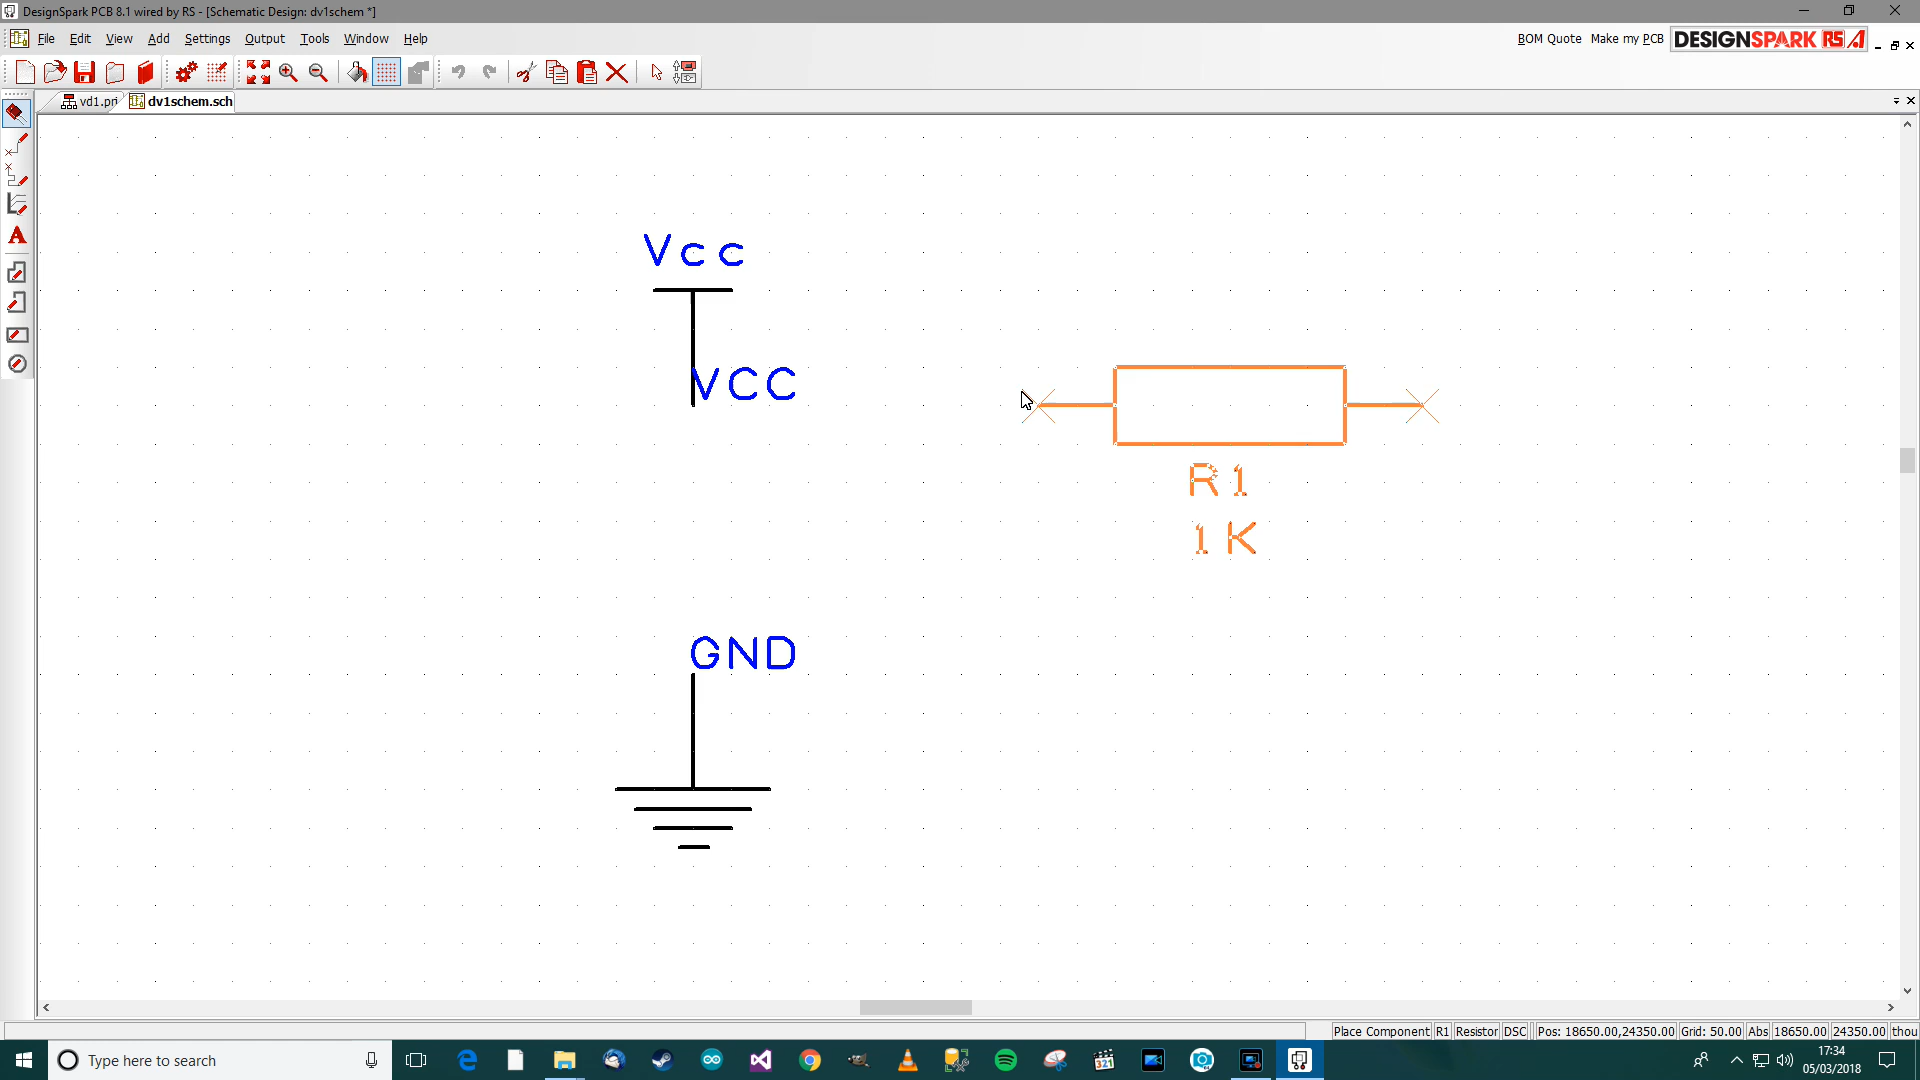 DesignSpark PCB 8.1 wired by RS - [Schematic Design: dv1schem *]
File Edit View Add Settings Output Tools Window Help
BOM Quote Make my PCB DESIGNSPARK RS
vd1.prj dv1schem.sch
Vcc
VCC
R1
1K
GND
Place Component R1 Resistor DSC Pos: 18650.00,24350.00 Grid: 50.00 Abs 18650.00 24350.00 thou
Type here to search
321
17:34
05/03/2018